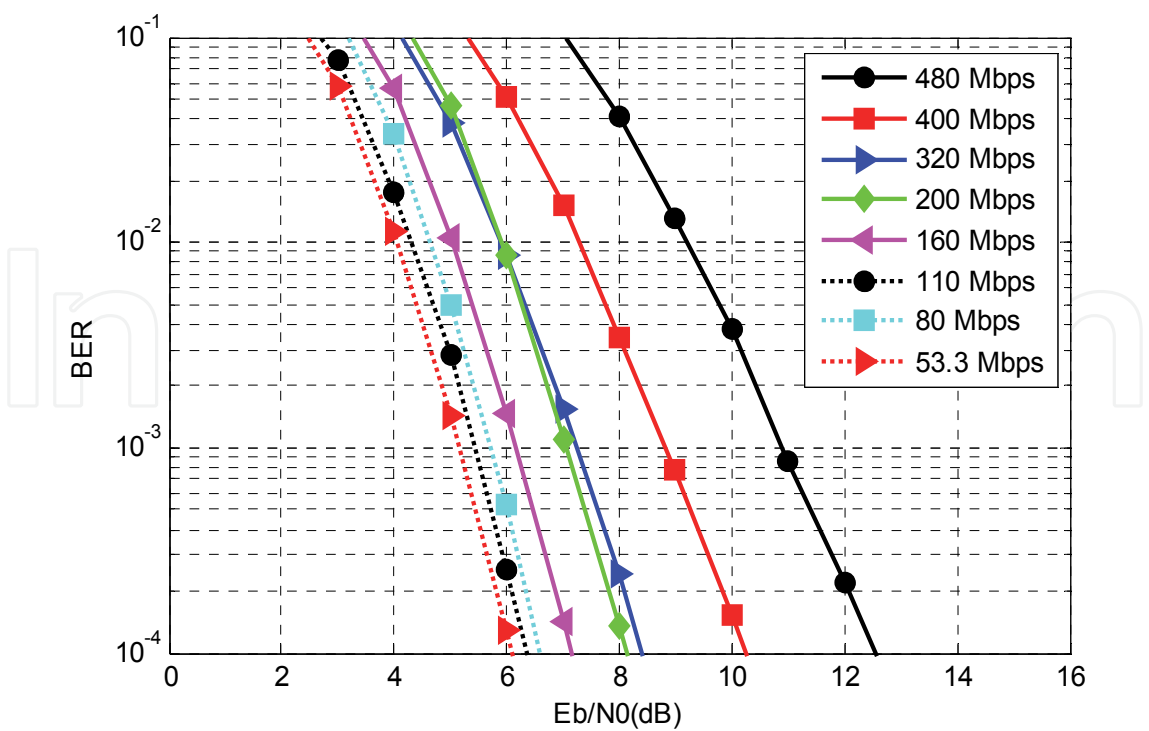 10^-1
10^-2
10^-3
10^-4
BER
0 2 4 6 8 10 12 14 16
Eb/N0(dB)
480 Mbps
400 Mbps
320 Mbps
200 Mbps
160 Mbps
110 Mbps
80 Mbps
53.3 Mbps